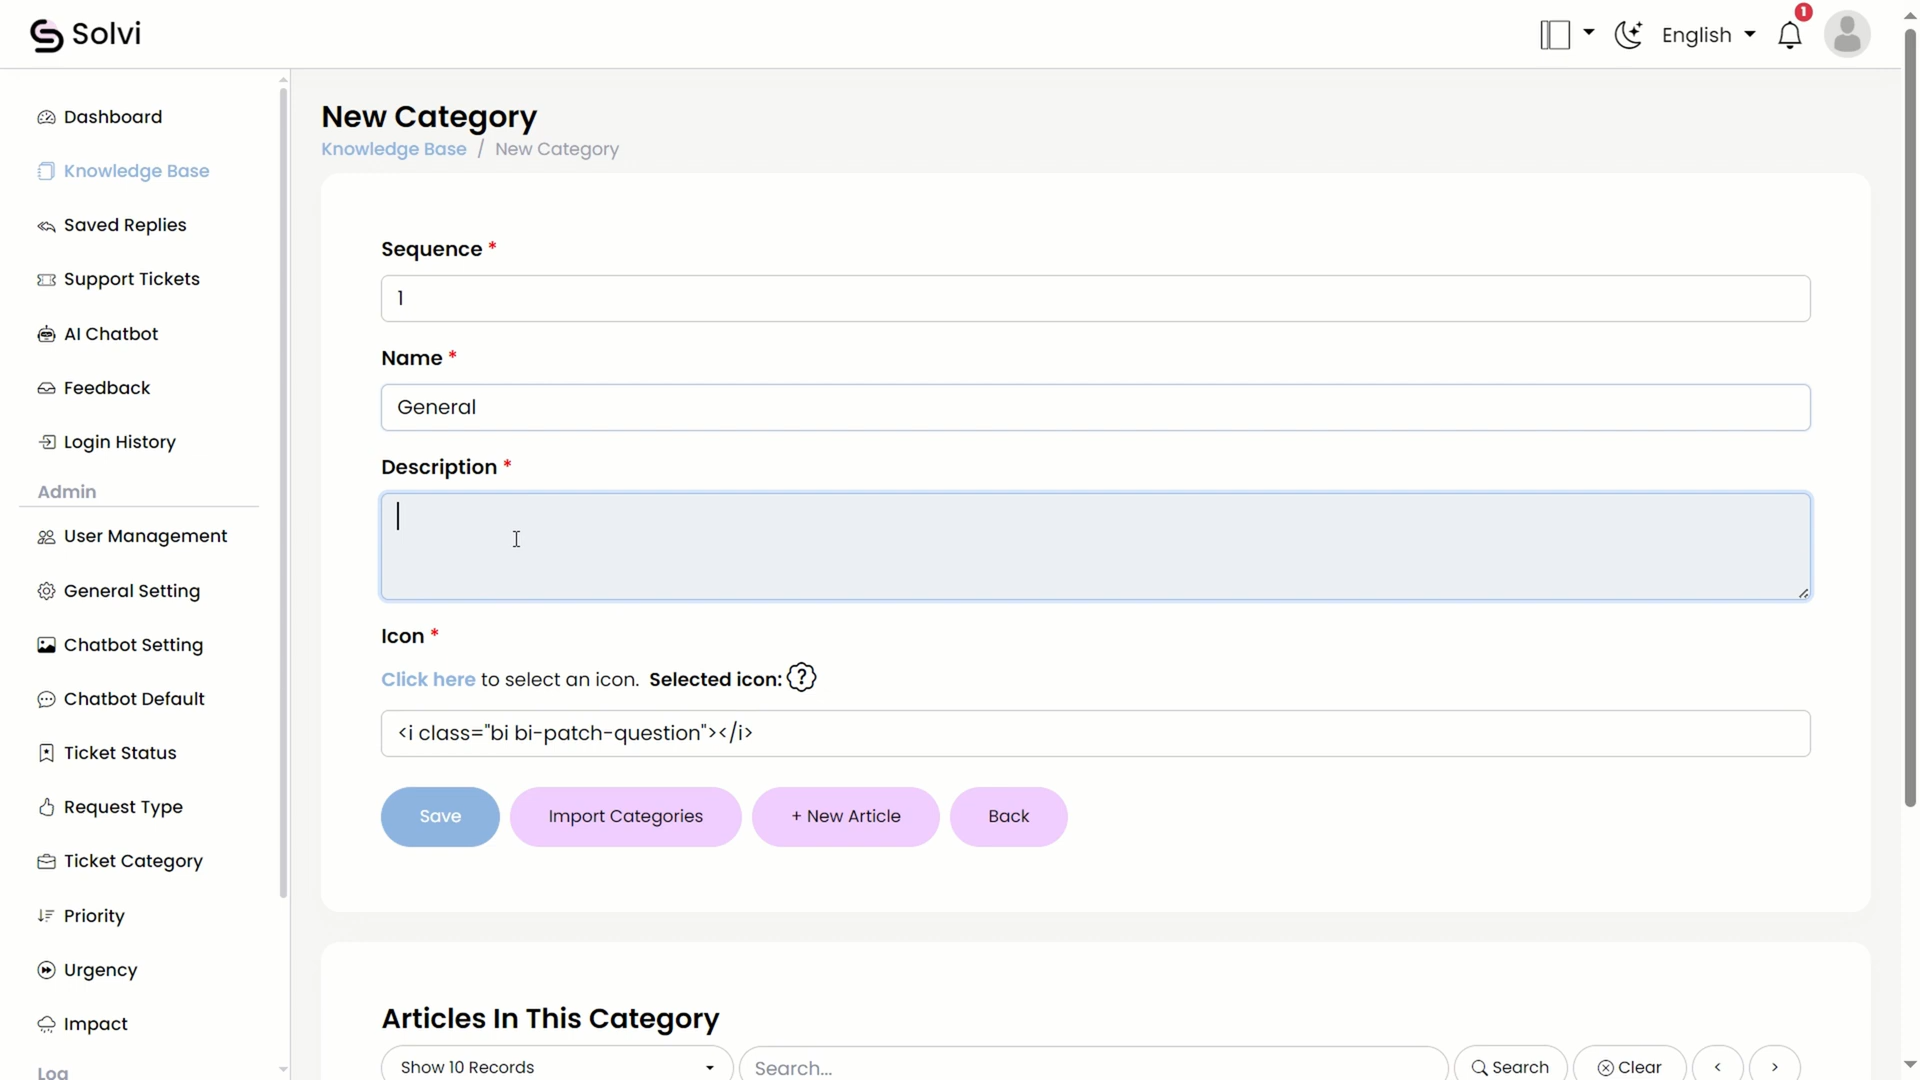 Solvi
English
1
Dashboard
Knowledge Base
Saved Replies
Support Tickets
AI Chatbot
Feedback
Login History
Admin
User Management
General Setting
Chatbot Setting
Chatbot Default
Ticket Status
Request Type
Ticket Category
Priority
Urgency
Impact
Log
New Category
Knowledge Base / New Category
Sequence *
1
Name *
General
Description *
Icon *
Click here to select an icon. Selected icon:
<i class="bi bi-patch-question"></i>
Save
Import Categories
+ New Article
Back
Articles In This Category
Show 10 Records
Search...
Search
Clear